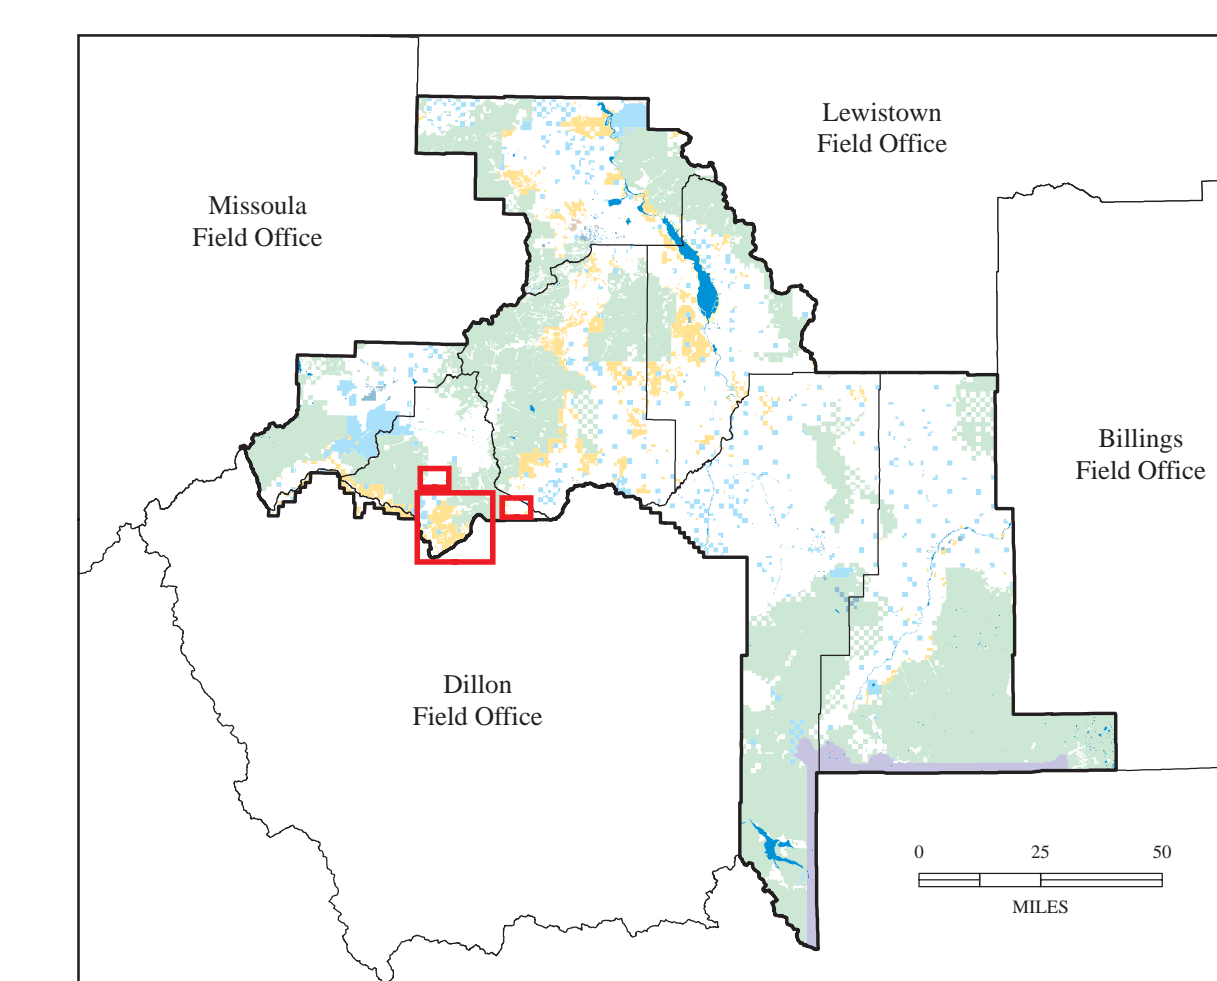 Lewistown
Field Office
Missoula
Field Office
Billings
Field Office
Dillon
Field Office
0 25 50
MILES